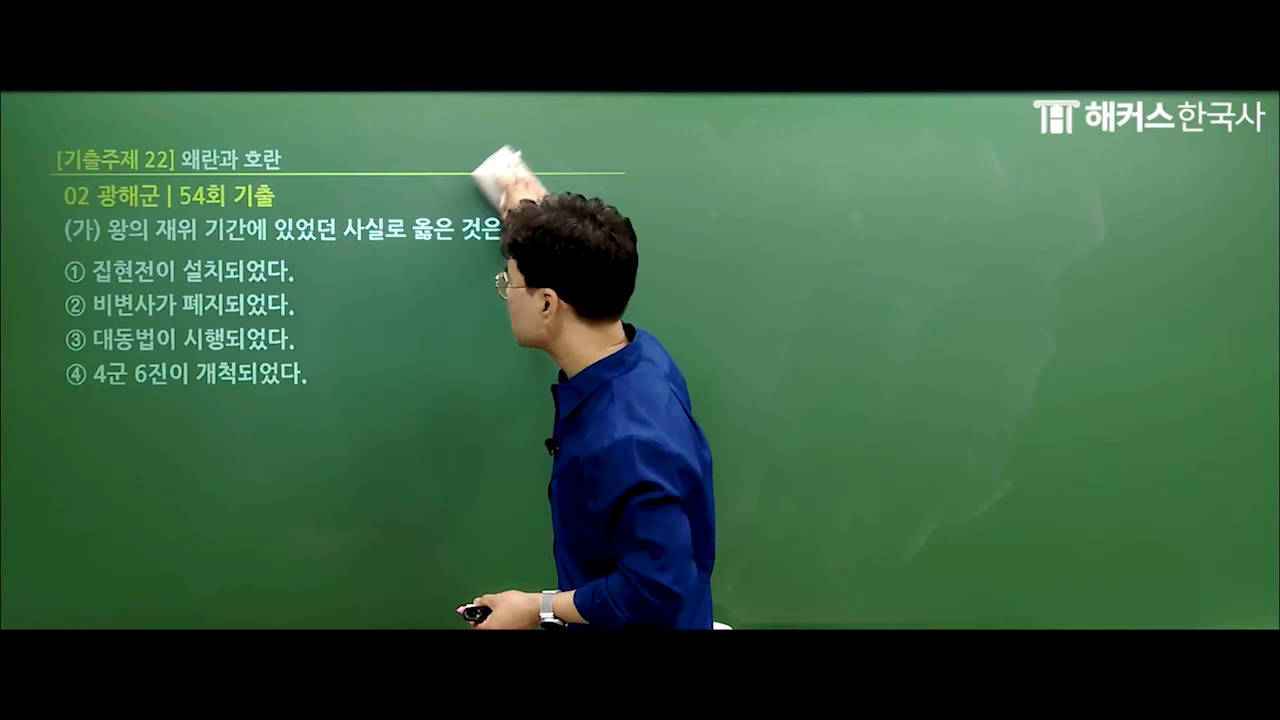 해커스한국사
[기출주제 22] 왜란과 호란
02 광해군 | 54회 기출
(가) 왕의 재위 기간에 있었던 사실로 옳은 것은
① 집현전이 설치되었다.
② 비변사가 폐지되었다.
③ 대동법이 시행되었다.
④ 4군 6진이 개척되었다.